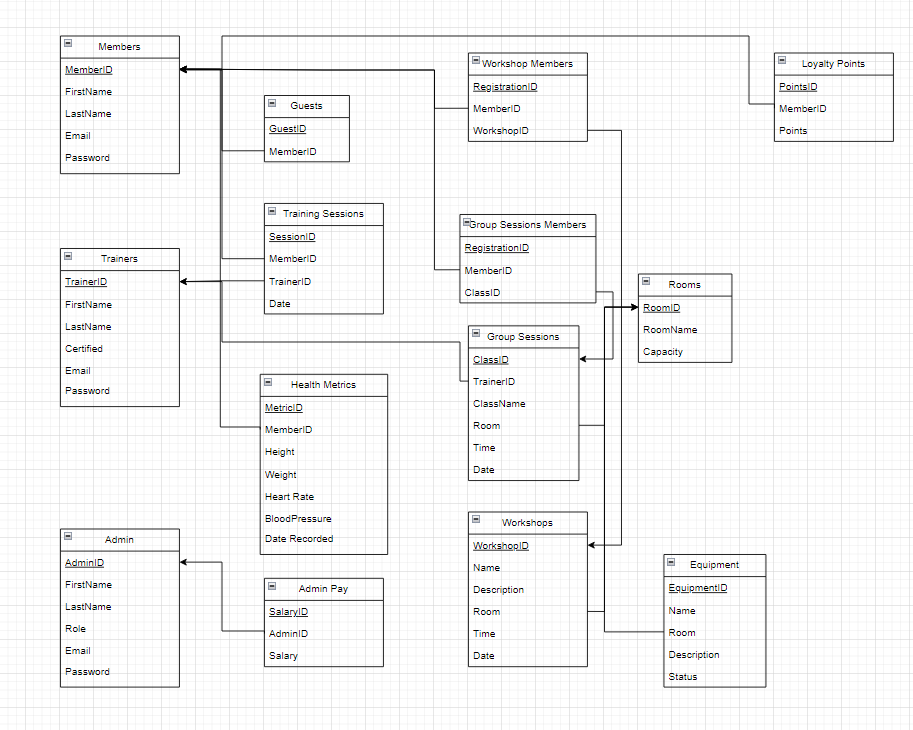 Members
MemberID
FirstName
LastName
Email
Password
Guests
GuestID
MemberID
Workshop Members
RegistrationID
MemberID
WorkshopID
Loyalty Points
PointsID
MemberID
Points
Training Sessions
SessionID
MemberID
TrainerID
Date
Group Sessions Members
RegistrationID
MemberID
ClassID
Trainers
TrainerID
FirstName
LastName
Certified
Email
Password
Rooms
RoomID
RoomName
Capacity
Group Sessions
ClassID
TrainerID
ClassName
Room
Time
Date
Health Metrics
MetricID
MemberID
Height
Weight
Heart Rate
BloodPressure
Date Recorded
Workshops
WorkshopID
Name
Description
Room
Time
Date
Admin
AdminID
FirstName
LastName
Role
Email
Password
Admin Pay
SalaryID
AdminID
Salary
Equipment
EquipmentID
Name
Room
Description
Status